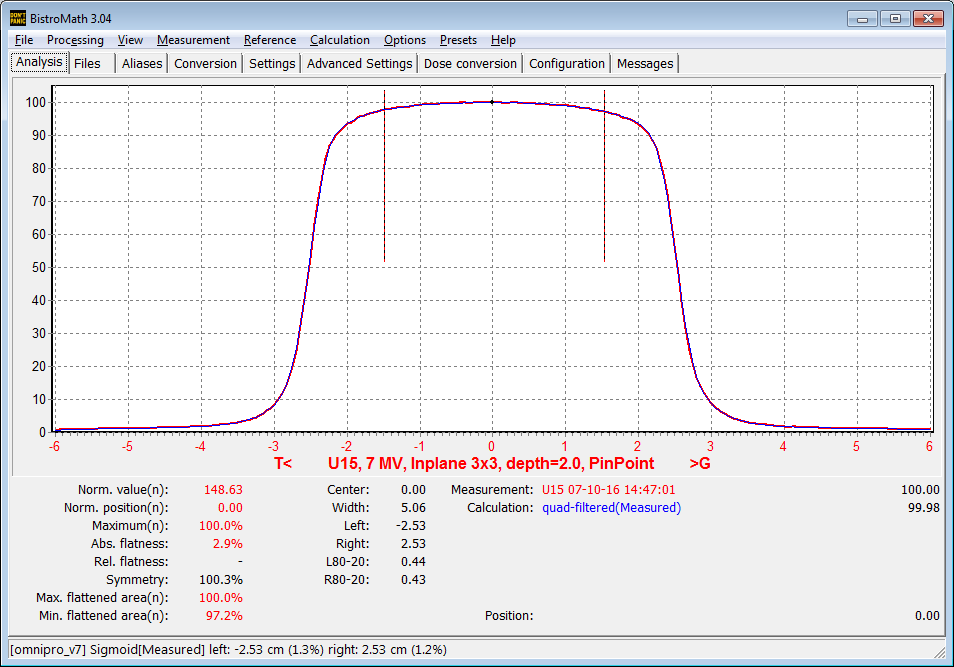 DON'T PANIC BistroMath 3.04
File Processing View Measurement Reference Calculation Options Presets Help
Analysis Files Aliases Conversion Settings Advanced Settings Dose conversion Configuration Messages
100
90
80
70
60
50
40
30
20
10
0
-6 -5 -4 -3 -2 -1 0 1 2 3 4 5 6
T< U15, 7 MV, Inplane 3x3, depth=2.0, PinPoint >G
Norm. value(n): 148.63 Center: 0.00 Measurement: U15 07-10-16 14:47:01 100.00
Norm. position(n): 0.00 Width: 5.06 Calculation: quad-filtered(Measured) 99.98
Maximum(n): 100.0% Left: -2.53
Abs. flatness: 2.9% Right: 2.53
Rel. flatness: - L80-20: 0.44
Symmetry: 100.3% R80-20: 0.43
Max. flattened area(n): 100.0%
Min. flattened area(n): 97.2% Position: 0.00
[omnipro_v7] Sigmoid[Measured] left: -2.53 cm (1.3%) right: 2.53 cm (1.2%)